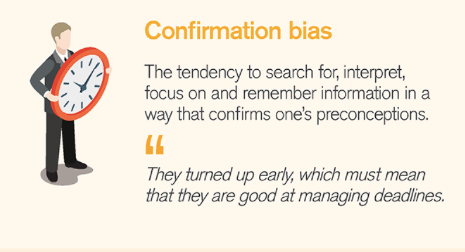 Confirmation bias
The tendency to search for, interpret,
focus on and remember information in a
way that confirms one’s preconceptions.
“
They turned up early, which must mean
that they are good at managing deadlines.